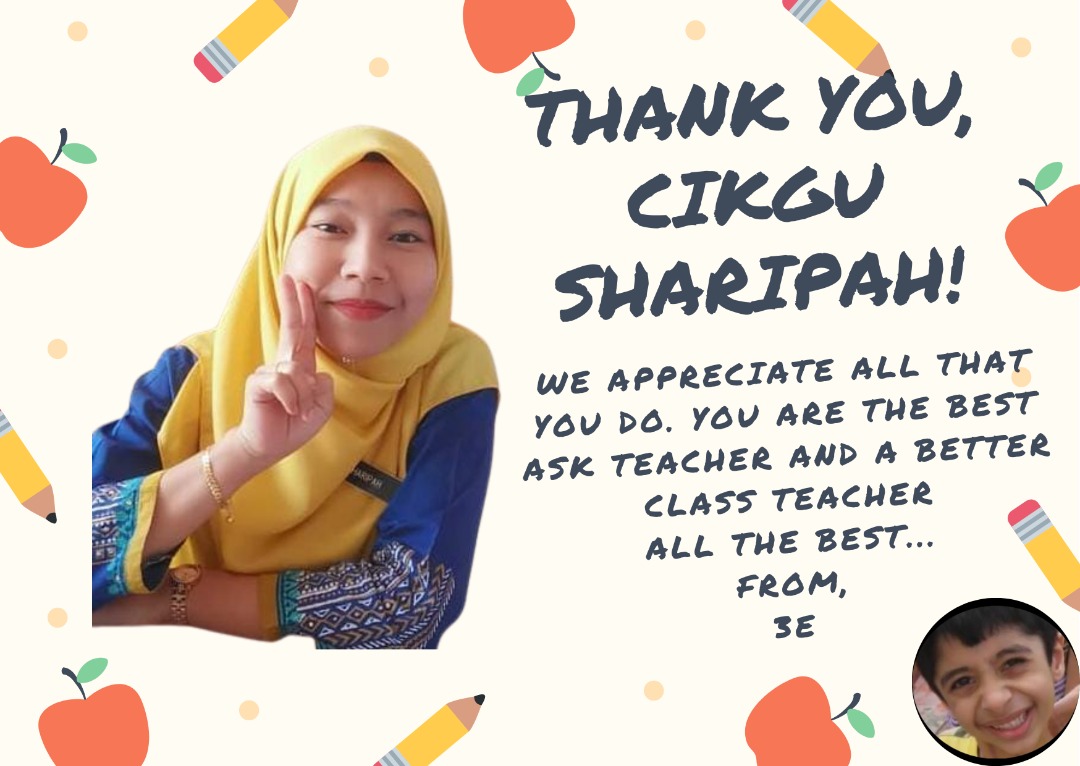 THANK YOU,
CIKGU
SHARIPAH!
WE APPRECIATE ALL THAT
YOU DO. YOU ARE THE BEST
ASK TEACHER AND A BETTER
CLASS TEACHER
ALL THE BEST...
FROM,
3E